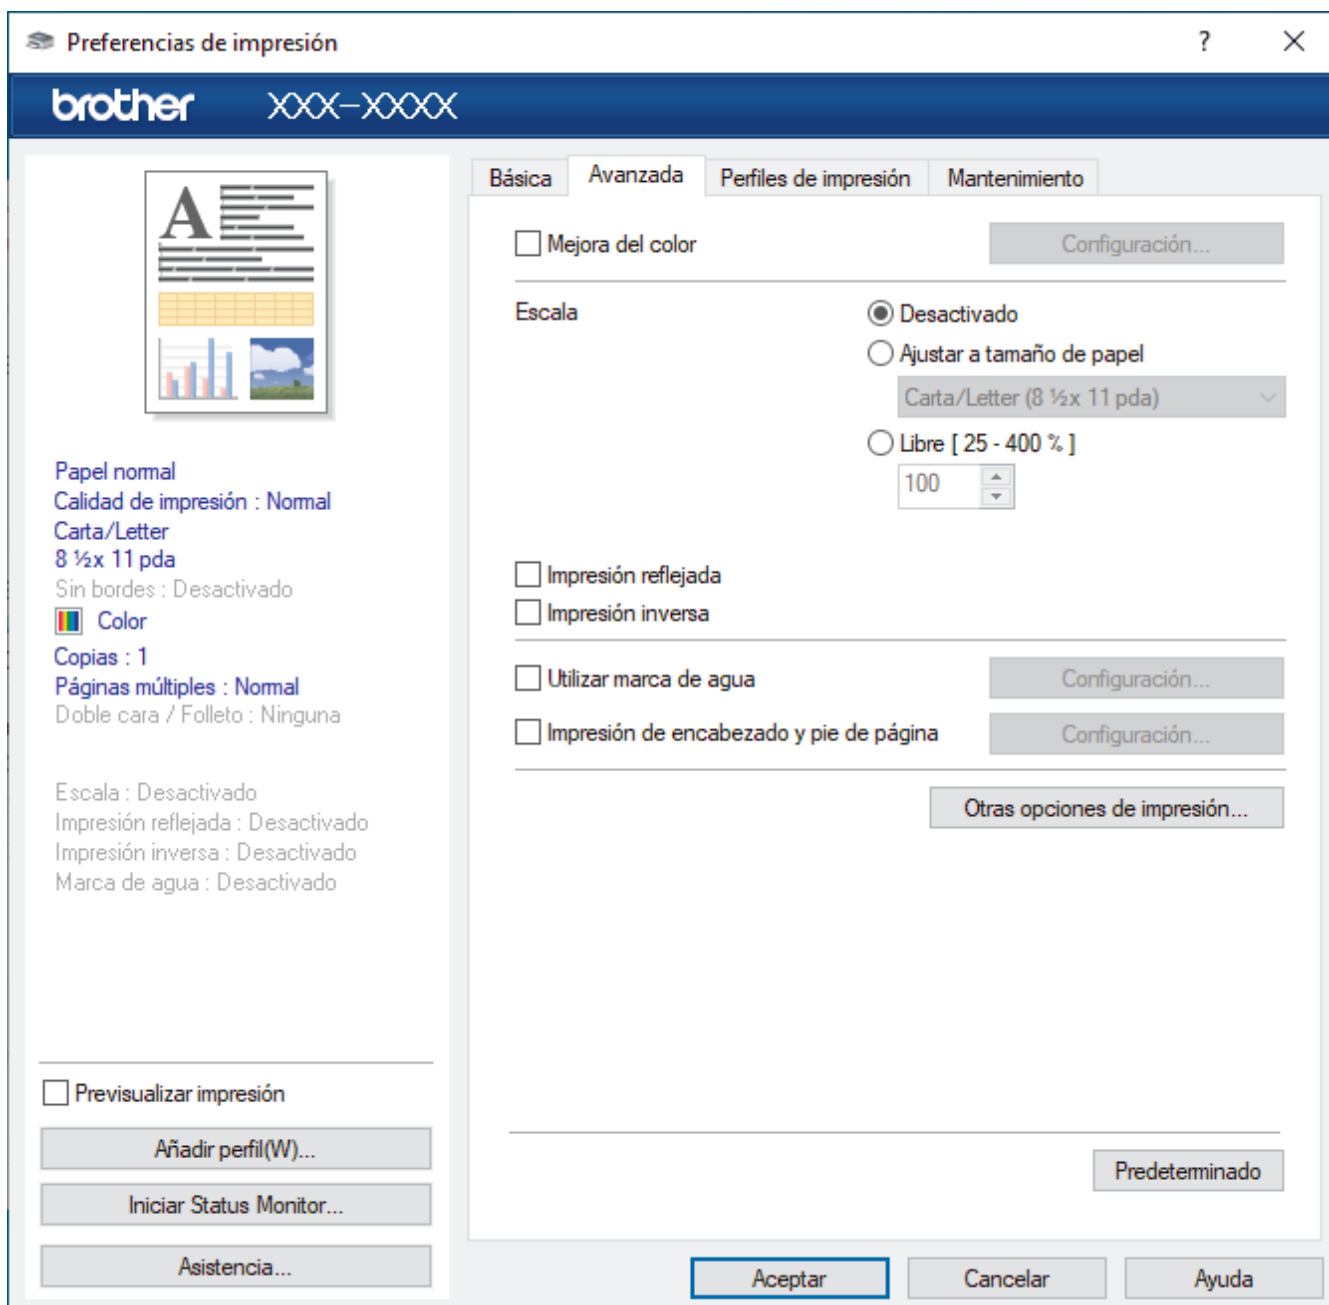 Preferencias de impresión
?
brother XXX-XXXX
A
Papel normal
Calidad de impresión : Normal
Carta/Letter
8 ½x 11 pda
Sin bordes : Desactivado
Color
Copias : 1
Páginas múltiples : Normal
Doble cara / Folleto : Ninguna
Escala : Desactivado
Impresión reflejada : Desactivado
Impresión inversa : Desactivado
Marca de agua : Desactivado
Previsualizar impresión
Añadir perfil(W)...
Iniciar Status Monitor...
Asistencia...
Básica Avanzada Perfiles de impresión Mantenimiento
Mejora del color Configuración...
Escala Desactivado
Ajustar a tamaño de papel
Carta/Letter (8 ½x 11 pda)
Libre [ 25 - 400 % ]
100
Impresión reflejada
Impresión inversa
Utilizar marca de agua Configuración...
Impresión de encabezado y pie de página Configuración...
Otras opciones de impresión...
Predeterminado
Aceptar Cancelar Ayuda